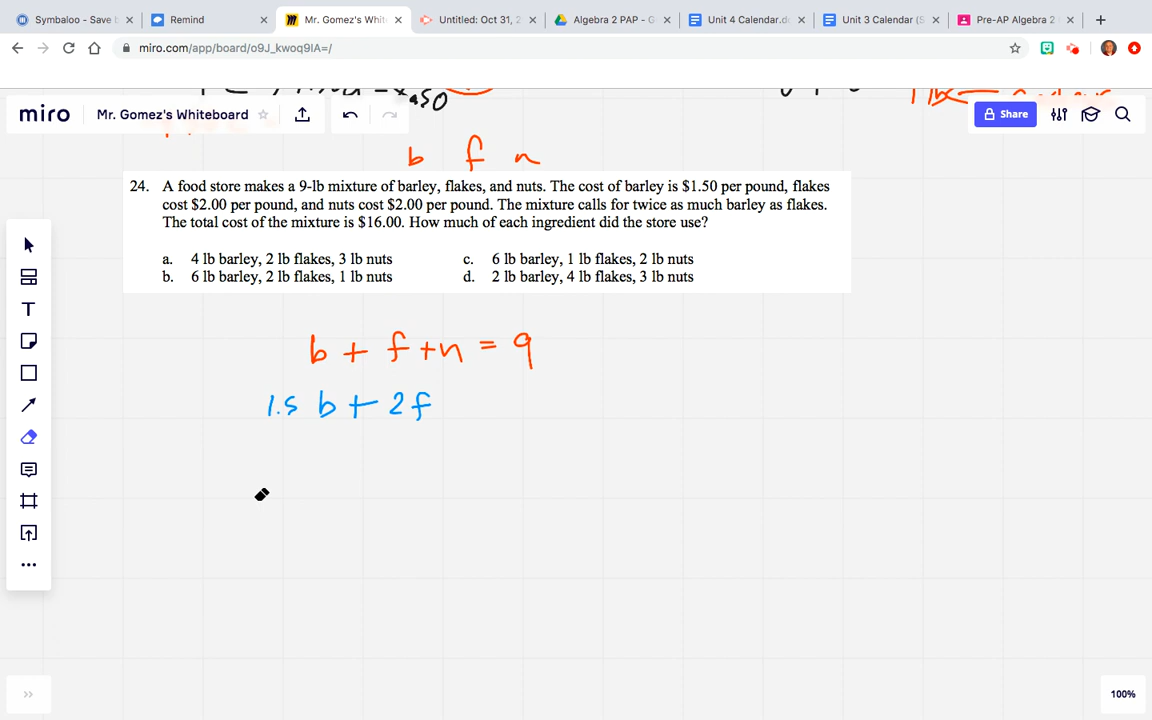 Symbaloo - Save b
Remind
Mr. Gomez's Whit
Untitled: Oct 31, 2
Algebra 2 PAP - G
Unit 4 Calendar.do
Unit 3 Calendar (S
Pre-AP Algebra 2
miro.com/app/board/o9J_kwoq9IA=/
miro
Mr. Gomez's Whiteboard
Share
b f n
24. A food store makes a 9-lb mixture of barley, flakes, and nuts. The cost of barley is $1.50 per pound, flakes
cost $2.00 per pound, and nuts cost $2.00 per pound. The mixture calls for twice as much barley as flakes.
The total cost of the mixture is $16.00. How much of each ingredient did the store use?
a. 4 lb barley, 2 lb flakes, 3 lb nuts
c. 6 lb barley, 1 lb flakes, 2 lb nuts
b. 6 lb barley, 2 lb flakes, 1 lb nuts
d. 2 lb barley, 4 lb flakes, 3 lb nuts
b + f + n = 9
1.5 b + 2f
100%